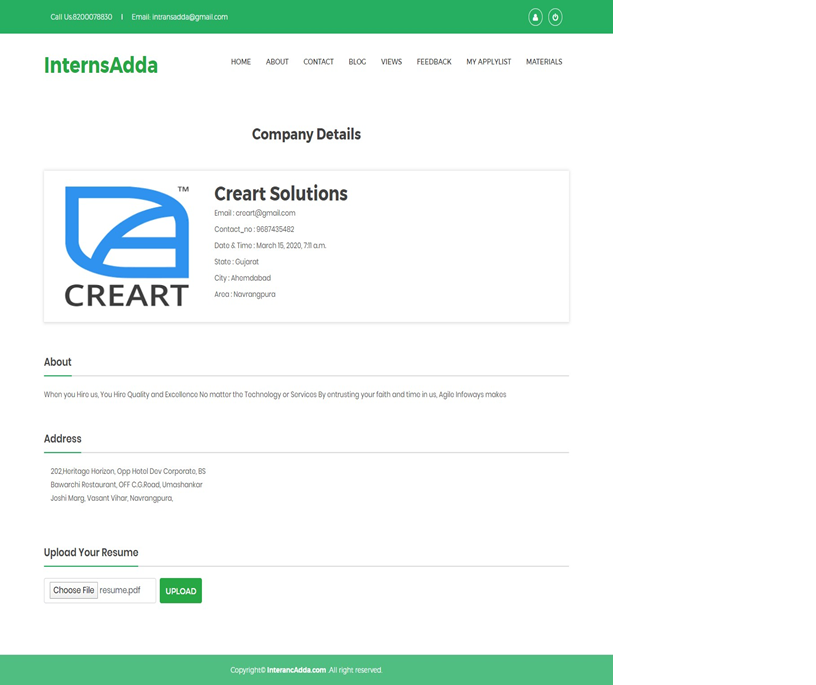 Call Us:8200078830 | Email: intransadda@gmail.com
InternsAdda
HOME ABOUT CONTACT BLOG VIEWS FEEDBACK MY APPLYLIST MATERIALS
Company Details
CREART TM
Creart Solutions
Email : creart@gmail.com
Contact_no : 9687435482
Date & Time : March 15, 2020, 7:11 a.m.
State : Gujarat
City : Ahemdabad
Area : Navrangpura
About
When you Hire us, You Hire Quality and Excellence No matter the Technology or Services By entrusting your faith and time in us, Agile Infoways makes
Address
202,Heritage Horizon, Opp Hotel Dev Corporate, BS
Bawarchi Restaurant, OFF C.G.Road, Umashankar
Joshi Marg, Vasant Vihar, Navrangpura,
Upload Your Resume
Choose File resume.pdf UPLOAD
Copyright© InterancAdda.com .All right reserved.